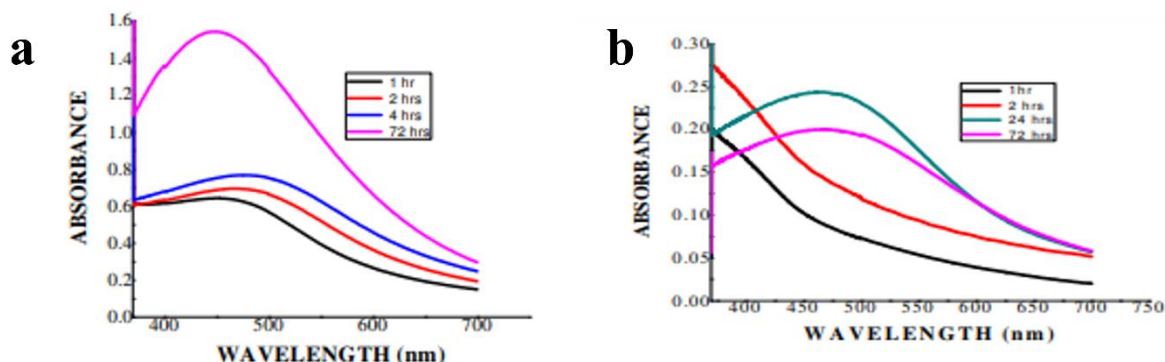 a
ABSORBANCE
1.6
1.4
1.2
1.0
0.8
0.6
0.4
0.2
0.0
1 hr
2 hrs
4 hrs
72 hrs
400 500 600 700
WAVELENGTH (nm)
b
ABSORBANCE
0.30
0.25
0.20
0.15
0.10
0.05
0.00
1hr
2 hrs
24 hrs
72 hrs
400 450 500 550 600 650 700 750
WAVELENGTH (nm)